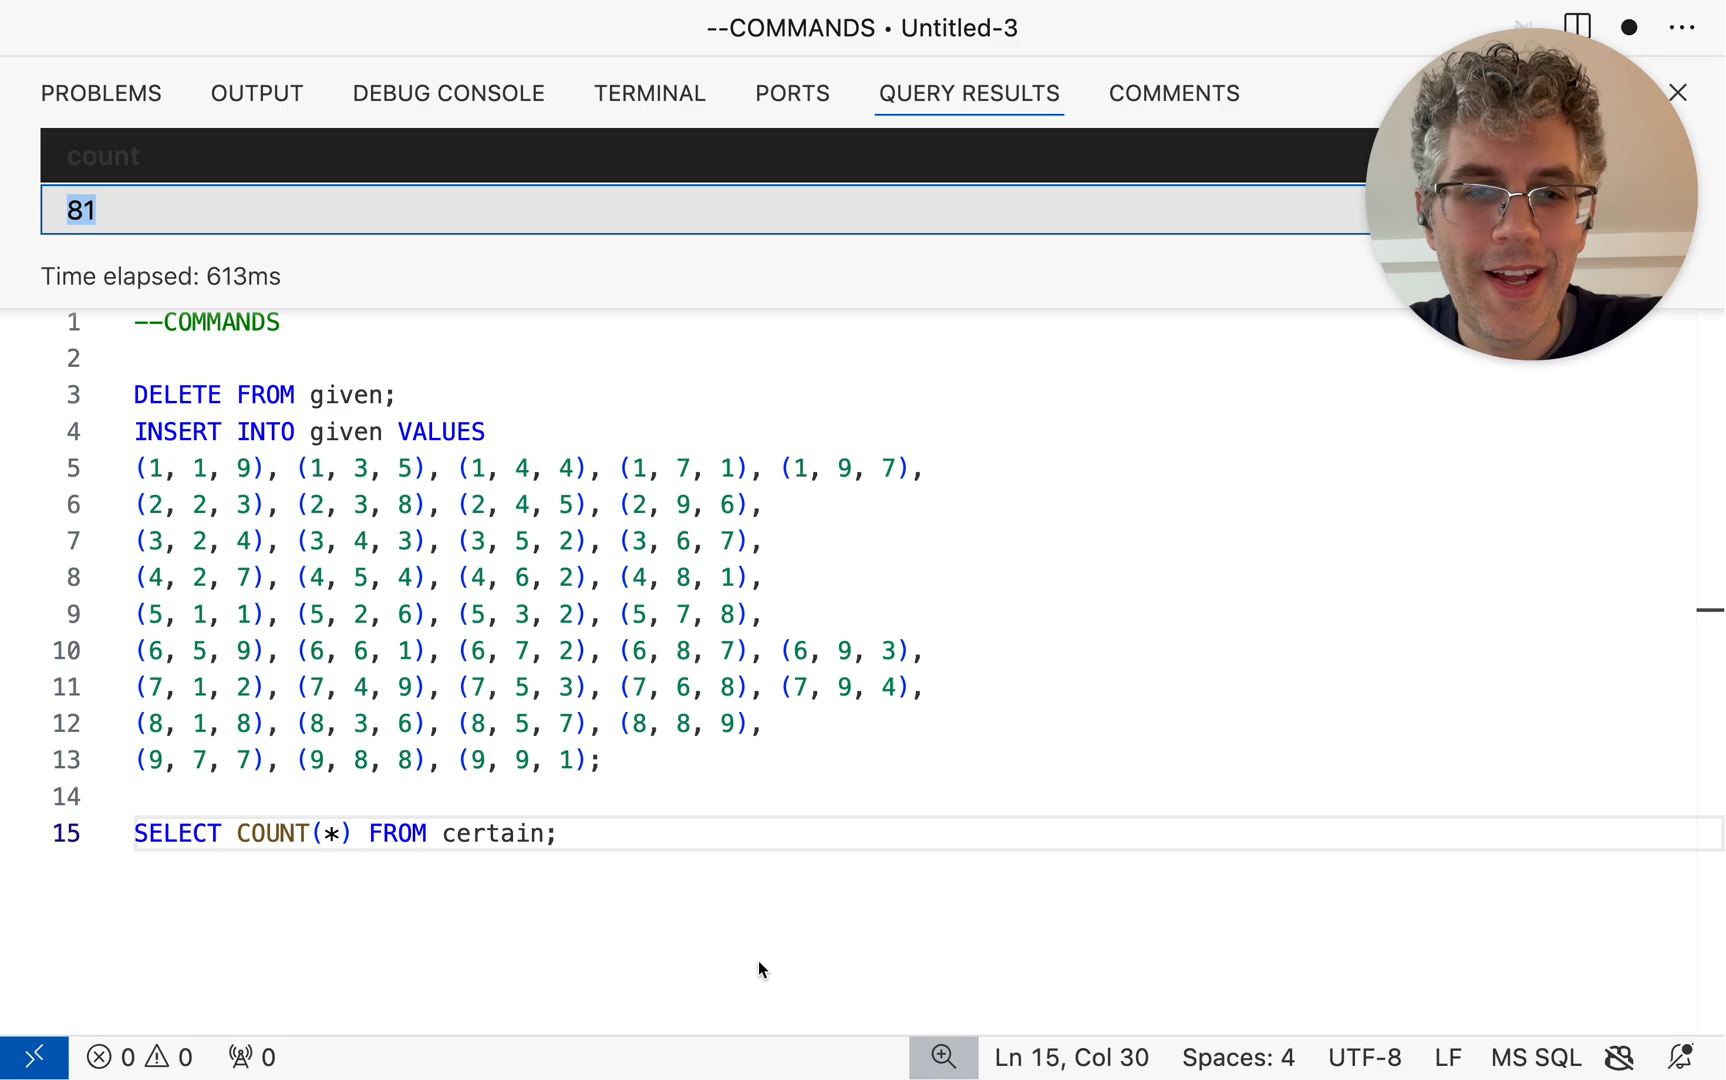 --COMMANDS • Untitled-3
PROBLEMS OUTPUT DEBUG CONSOLE TERMINAL PORTS QUERY RESULTS COMMENTS
count
81
Time elapsed: 613ms
1 --COMMANDS
2
3 DELETE FROM given;
4 INSERT INTO given VALUES
5 (1, 1, 9), (1, 3, 5), (1, 4, 4), (1, 7, 1), (1, 9, 7),
6 (2, 2, 3), (2, 3, 8), (2, 4, 5), (2, 9, 6),
7 (3, 2, 4), (3, 4, 3), (3, 5, 2), (3, 6, 7),
8 (4, 2, 7), (4, 5, 4), (4, 6, 2), (4, 8, 1),
9 (5, 1, 1), (5, 2, 6), (5, 3, 2), (5, 7, 8),
10 (6, 5, 9), (6, 6, 1), (6, 7, 2), (6, 8, 7), (6, 9, 3),
11 (7, 1, 2), (7, 4, 9), (7, 5, 3), (7, 6, 8), (7, 9, 4),
12 (8, 1, 8), (8, 3, 6), (8, 5, 7), (8, 8, 9),
13 (9, 7, 7), (9, 8, 8), (9, 9, 1);
14
15 SELECT COUNT(*) FROM certain;
0 0 0 Ln 15, Col 30 Spaces: 4 UTF-8 LF MS SQL